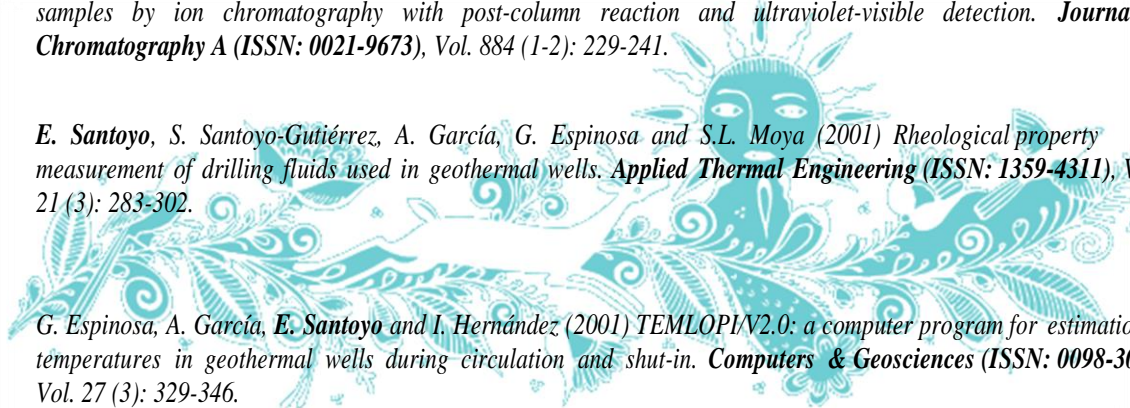 samples by ion chromatography with post-column reaction and ultraviolet-visible detection. Journa
Chromatography A (ISSN: 0021-9673), Vol. 884 (1-2): 229-241.
E. Santoyo, S. Santoyo-Gutiérrez, A. García, G. Espinosa and S.L. Moya (2001) Rheological property
measurement of drilling fluids used in geothermal wells. Applied Thermal Engineering (ISSN: 1359-4311), V
21 (3): 283-302.
G. Espinosa, A. García, E. Santoyo and I. Hernández (2001) TEMLOPI/V2.0: a computer program for estimatio
temperatures in geothermal wells during circulation and shut-in. Computers & Geosciences (ISSN: 0098-30
Vol. 27 (3): 329-346.